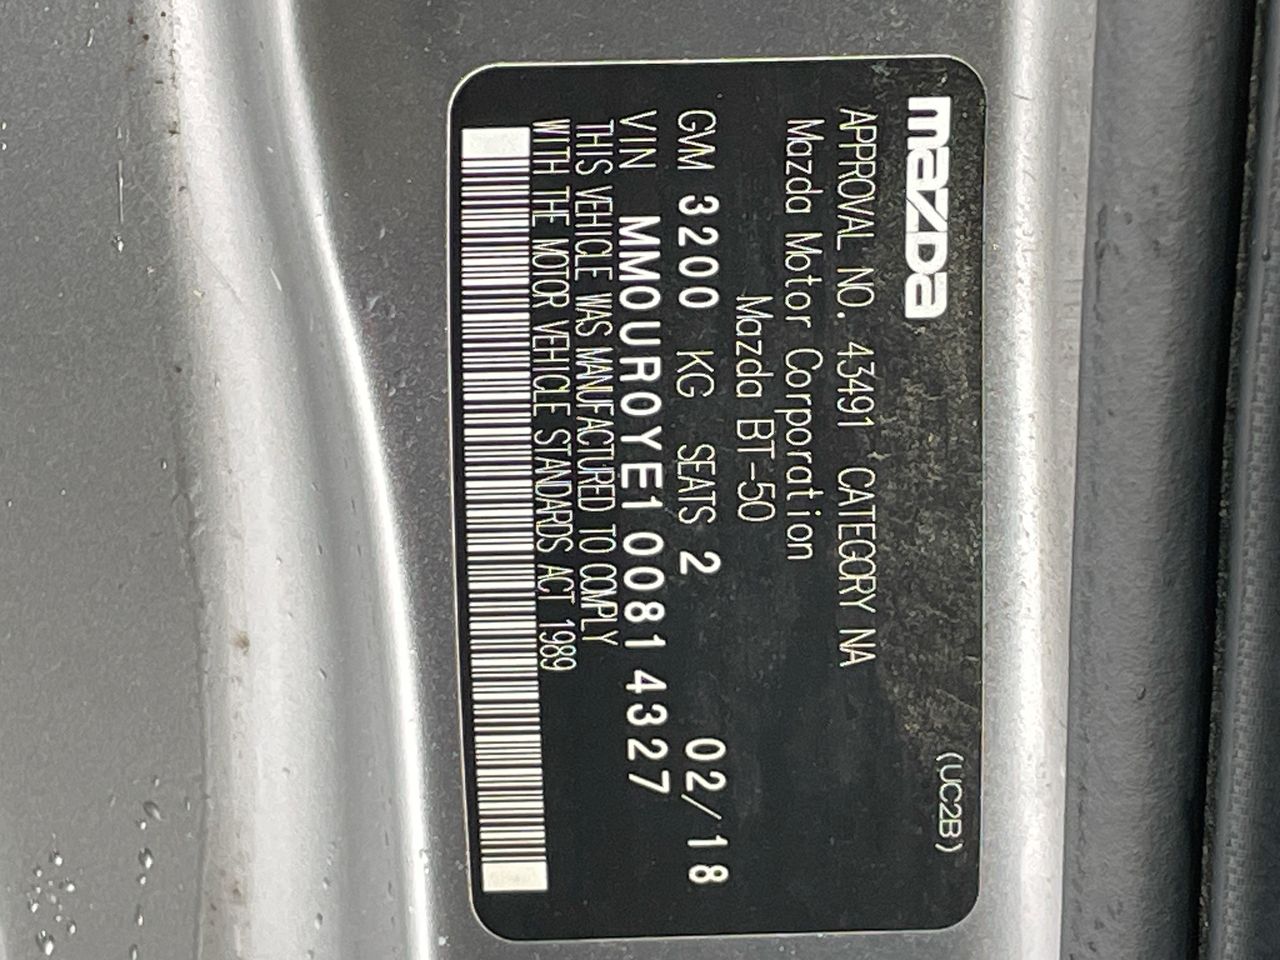 mazda
(UC2B)
APPROVAL NO. 43491 CATEGORY NA
Mazda Motor Corporation
Mazda BT-50
GVM 3200 KG SEATS 2 02/18
VIN MM0UR0YE100814327
THIS VEHICLE WAS MANUFACTURED TO COMPLY
WITH THE MOTOR VEHICLE STANDARDS ACT 1989